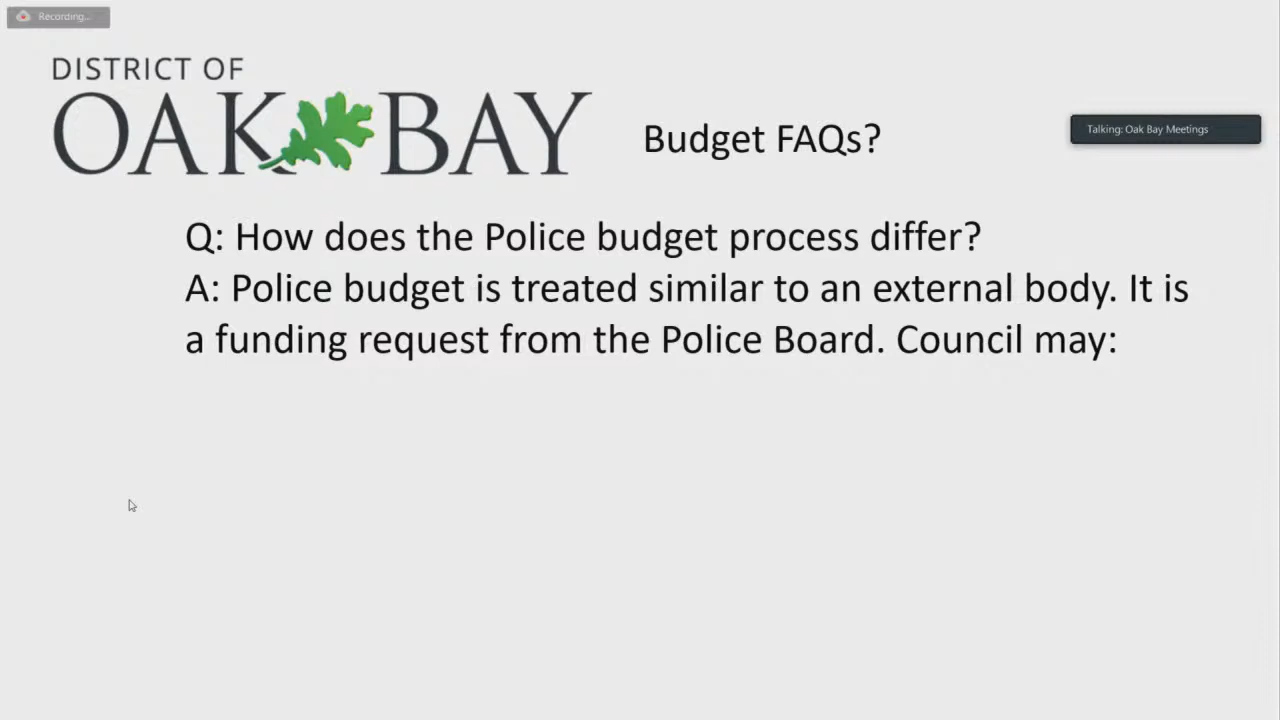 Recording...
DISTRICT OF
OAK BAY
Budget FAQs?
Talking: Oak Bay Meetings
Q: How does the Police budget process differ?
A: Police budget is treated similar to an external body. It is
a funding request from the Police Board. Council may: